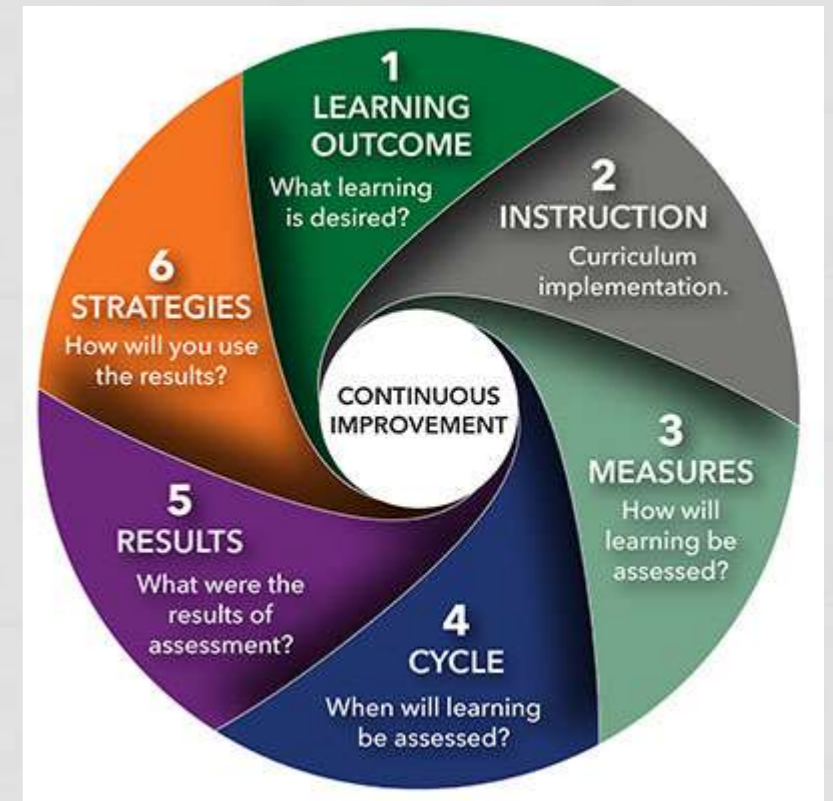 1
LEARNING
OUTCOME
What learning
is desired?
2
INSTRUCTION
Curriculum
implementation.
3
MEASURES
How will
learning be
assessed?
4
CYCLE
When will learning
be assessed?
5
RESULTS
What were the
results of
assessment?
6
STRATEGIES
How will you use
the results?
CONTINUOUS
IMPROVEMENT